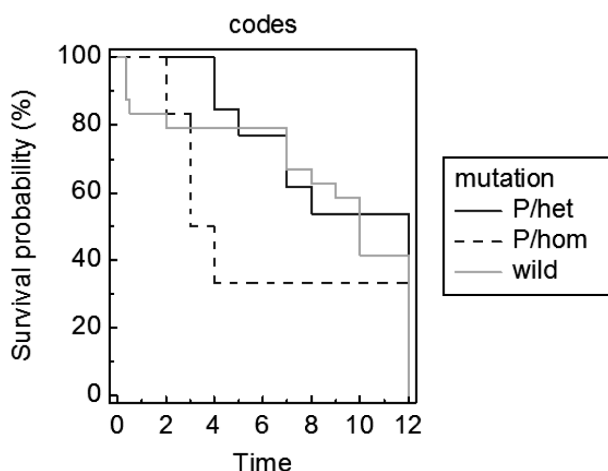 codes
Survival probability (%)
100
80
60
40
20
0
0 2 4 6 8 10 12
Time
mutation
P/het
P/hom
wild